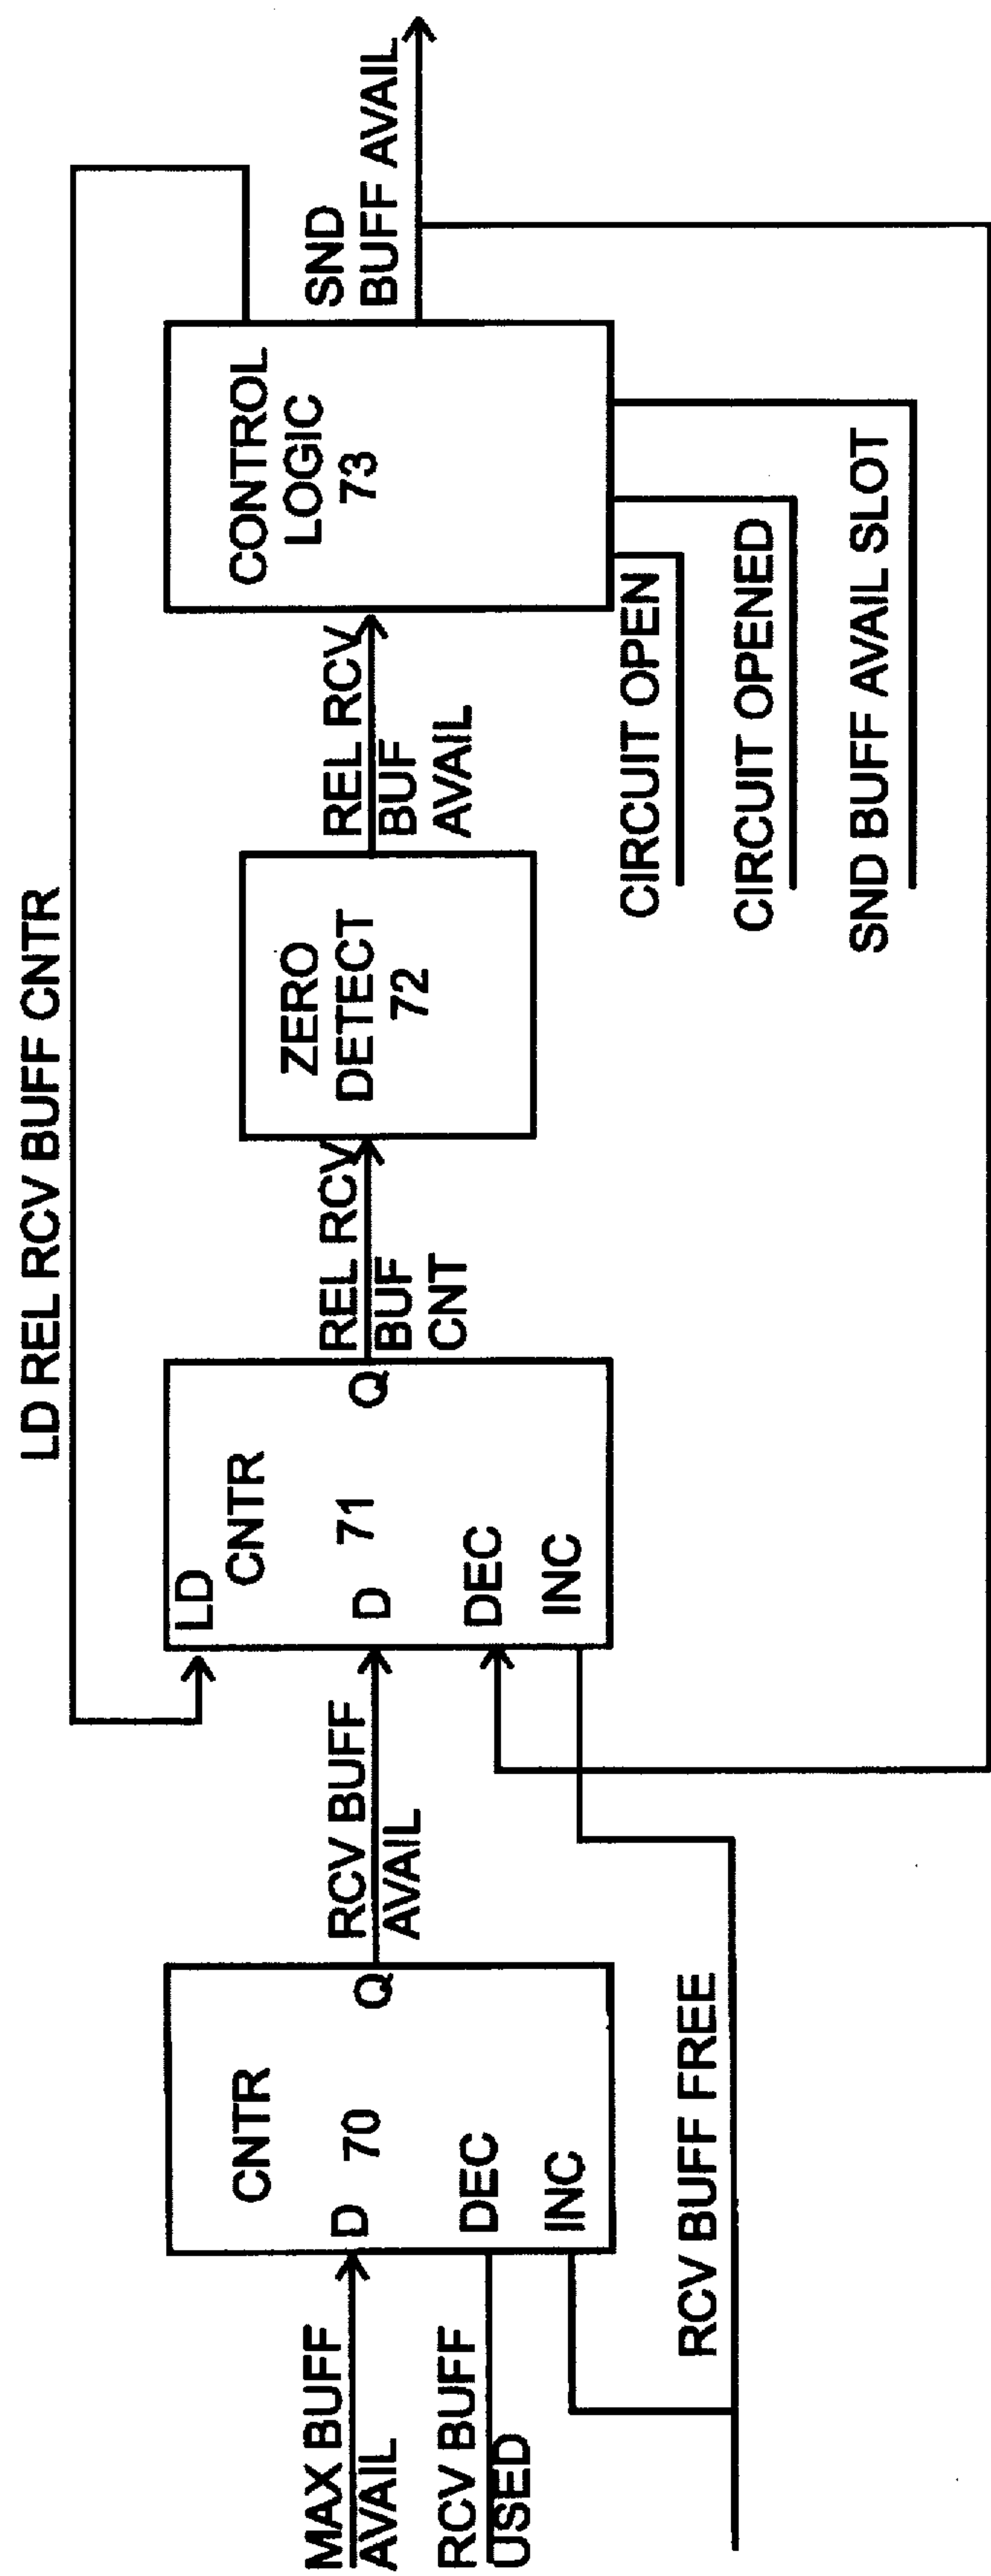 LD REL RCV BUFF CNTR
MAX BUFF
AVAIL
RCV BUFF
USED
CNTR
D 70 Q
DEC
INC
RCV BUFF FREE
RCV BUFF
AVAIL
LD
CNTR
D 71 Q
DEC
INC
REL RCV
BUF
CNT
ZERO
DETECT
72
REL RCV
BUF
AVAIL
CONTROL
LOGIC
73
SND
BUFF AVAIL
CIRCUIT OPEN
CIRCUIT OPENED
SND BUFF AVAIL SLOT